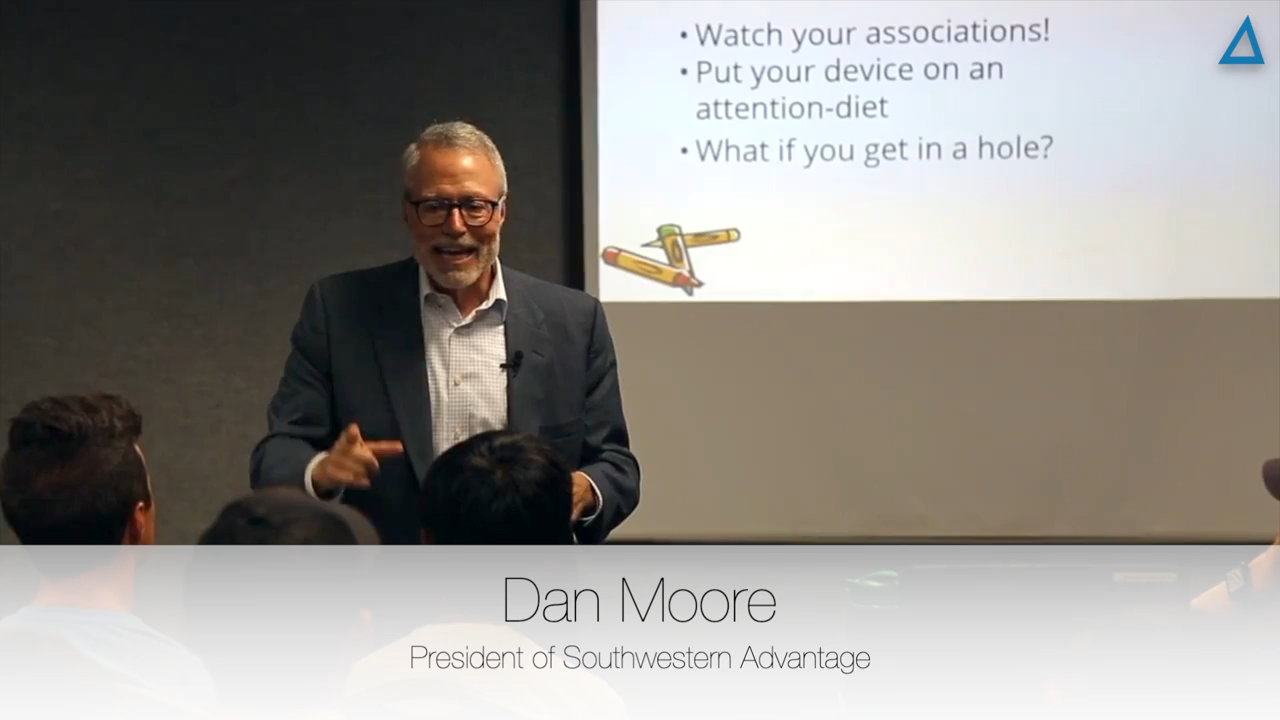 • Watch your associations!
• Put your device on an
attention-diet
• What if you get in a hole?
Dan Moore
President of Southwestern Advantage